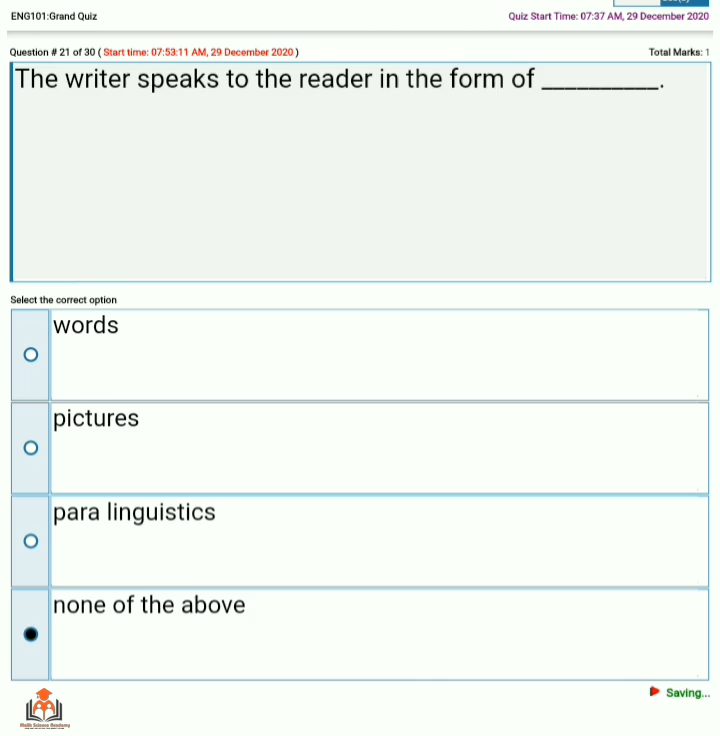 ENG101:Grand Quiz
Quiz Start Time: 07:37 AM, 29 December 2020
Question # 21 of 30 ( Start time: 07:53:11 AM, 29 December 2020 )
Total Marks: 1
The writer speaks to the reader in the form of __________.
Select the correct option
words
pictures
para linguistics
none of the above
Saving...